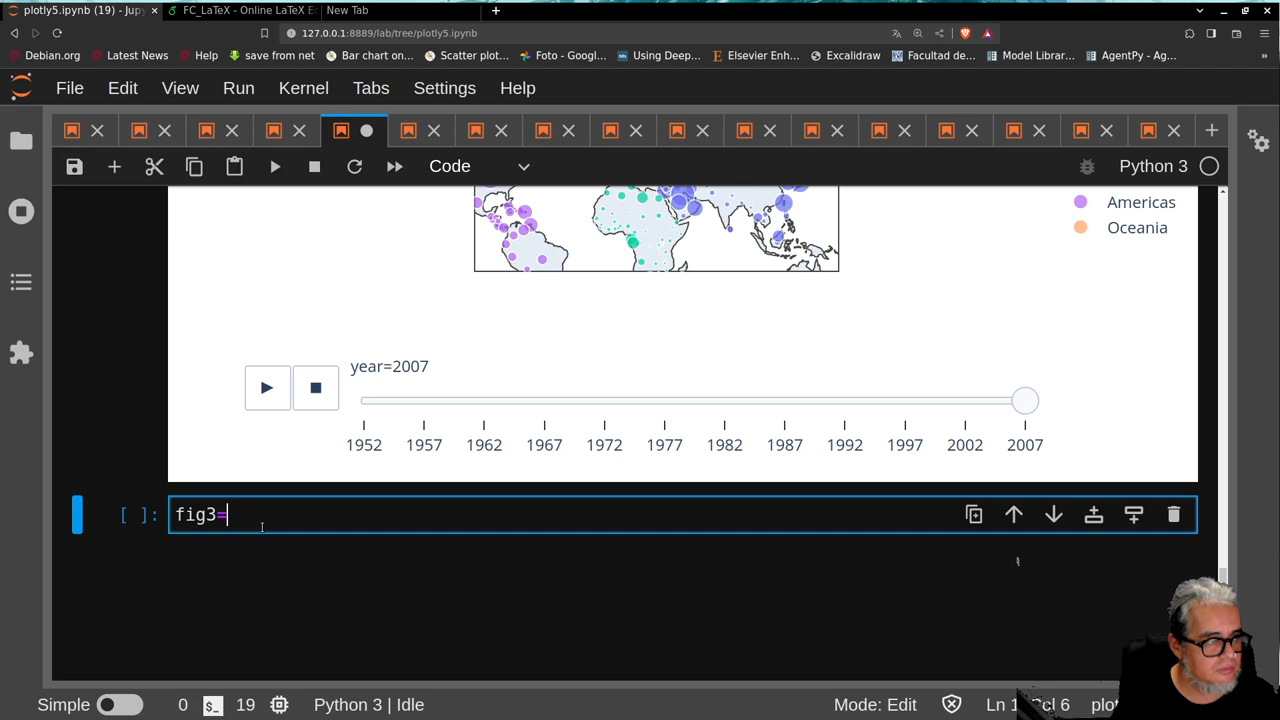 plotly5.ipynb (19) - Jupy
FC_LaTeX - Online LaTeX E
New Tab
127.0.0.1:8889/lab/tree/plotly5.ipynb
Debian.org
Latest News
Help
save from net
Bar chart on...
Scatter plot...
Foto - Googl...
Using Deep...
Elsevier Enh...
Excalidraw
Facultad de...
Model Librar...
AgentPy - Ag...
File Edit View Run Kernel Tabs Settings Help
Code
Python 3
Americas
Oceania
year=2007
1952 1957 1962 1967 1972 1977 1982 1987 1992 1997 2002 2007
[ ]: fig3=
Simple 0 19 Python 3 | Idle Mode: Edit Ln 1, Col 6 plot